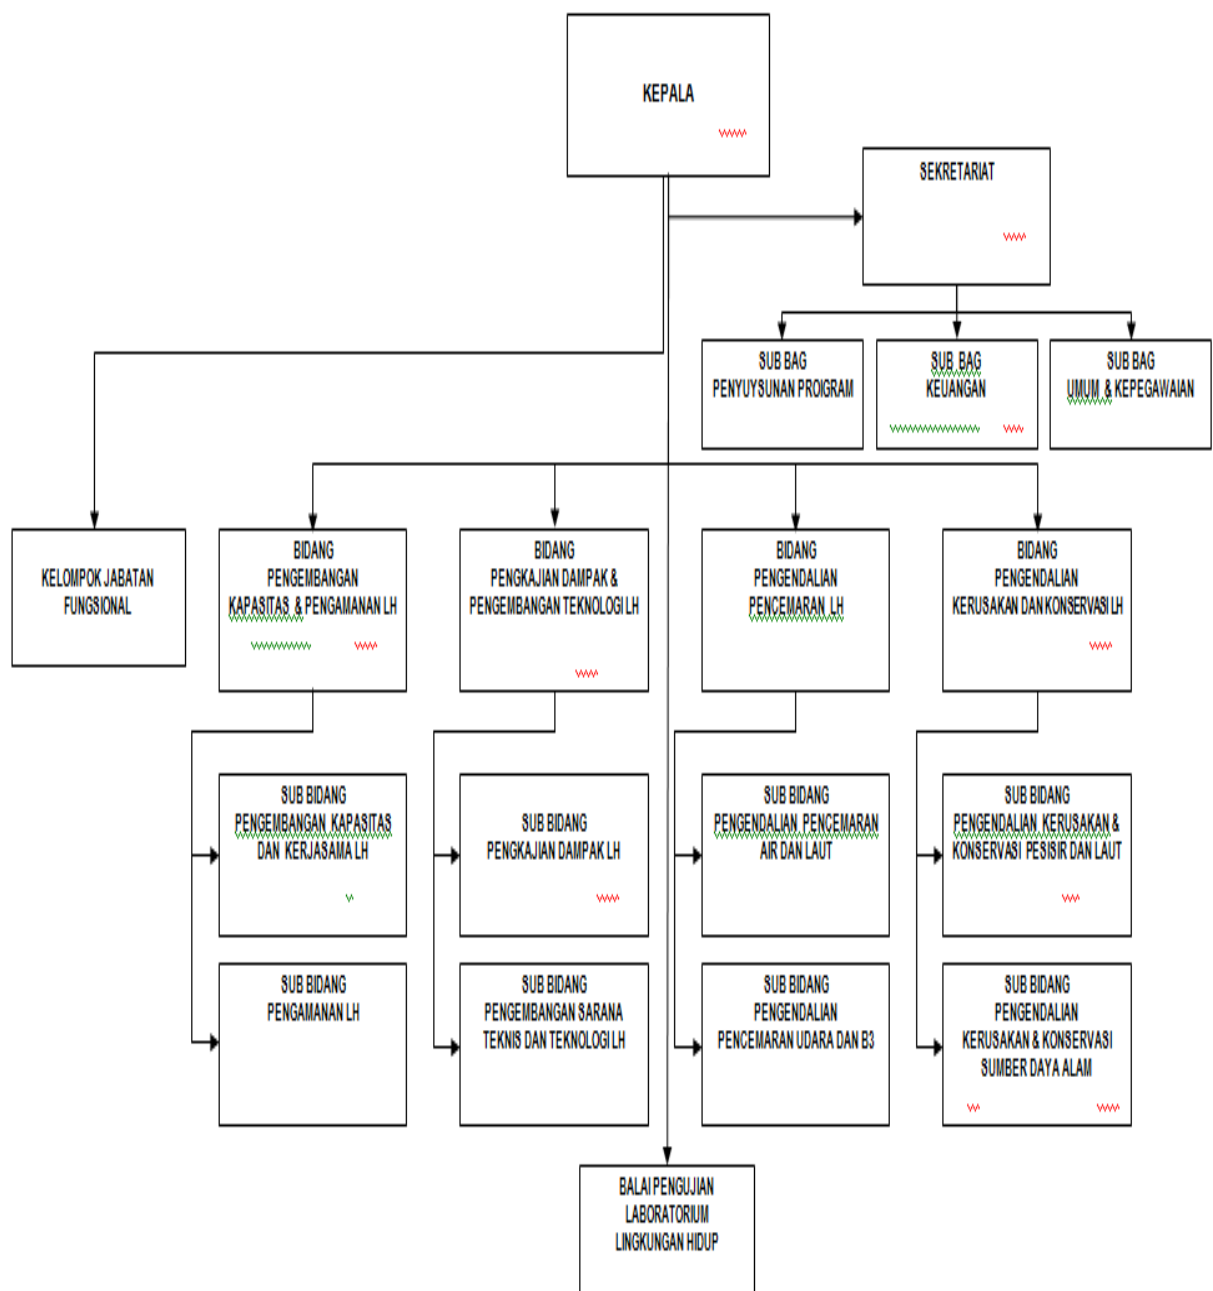 KEPALA
SEKRETARIAT
SUB BAG
PENYUYSUNAN PROIGRAM
SUB BAG
KEUANGAN
SUB BAG
UMUM & KEPEGAWAIAN
KELOMPOK JABATAN
FUNGSIONAL
BIDANG
PENGEMBANGAN
KAPASITAS & PENGAMANAN LH
BIDANG
PENGKAJIAN DAMPAK &
PENGEMBANGAN TEKNOLOGI LH
BIDANG
PENGENDALIAN
PENCEMARAN LH
BIDANG
PENGENDALIAN
KERUSAKAN DAN KONSERVASI LH
SUB BIDANG
PENGEMBANGAN KAPASITAS
DAN KERJASAMA LH
SUB BIDANG
PENGKAJIAN DAMPAK LH
SUB BIDANG
PENGENDALIAN PENCEMARAN
AIR DAN LAUT
SUB BIDANG
PENGENDALIAN KERUSAKAN &
KONSERVASI PESISIR DAN LAUT
SUB BIDANG
PENGAMANAN LH
SUB BIDANG
PENGEMBANGAN SARANA
TEKNIS DAN TEKNOLOGI LH
SUB BIDANG
PENGENDALIAN
PENCEMARAN UDARA DAN B3
SUB BIDANG
PENGENDALIAN
KERUSAKAN & KONSERVASI
SUMBER DAYA ALAM
BALAI PENGUJIAN
LABORATORIUM
LINGKUNGAN HIDUP